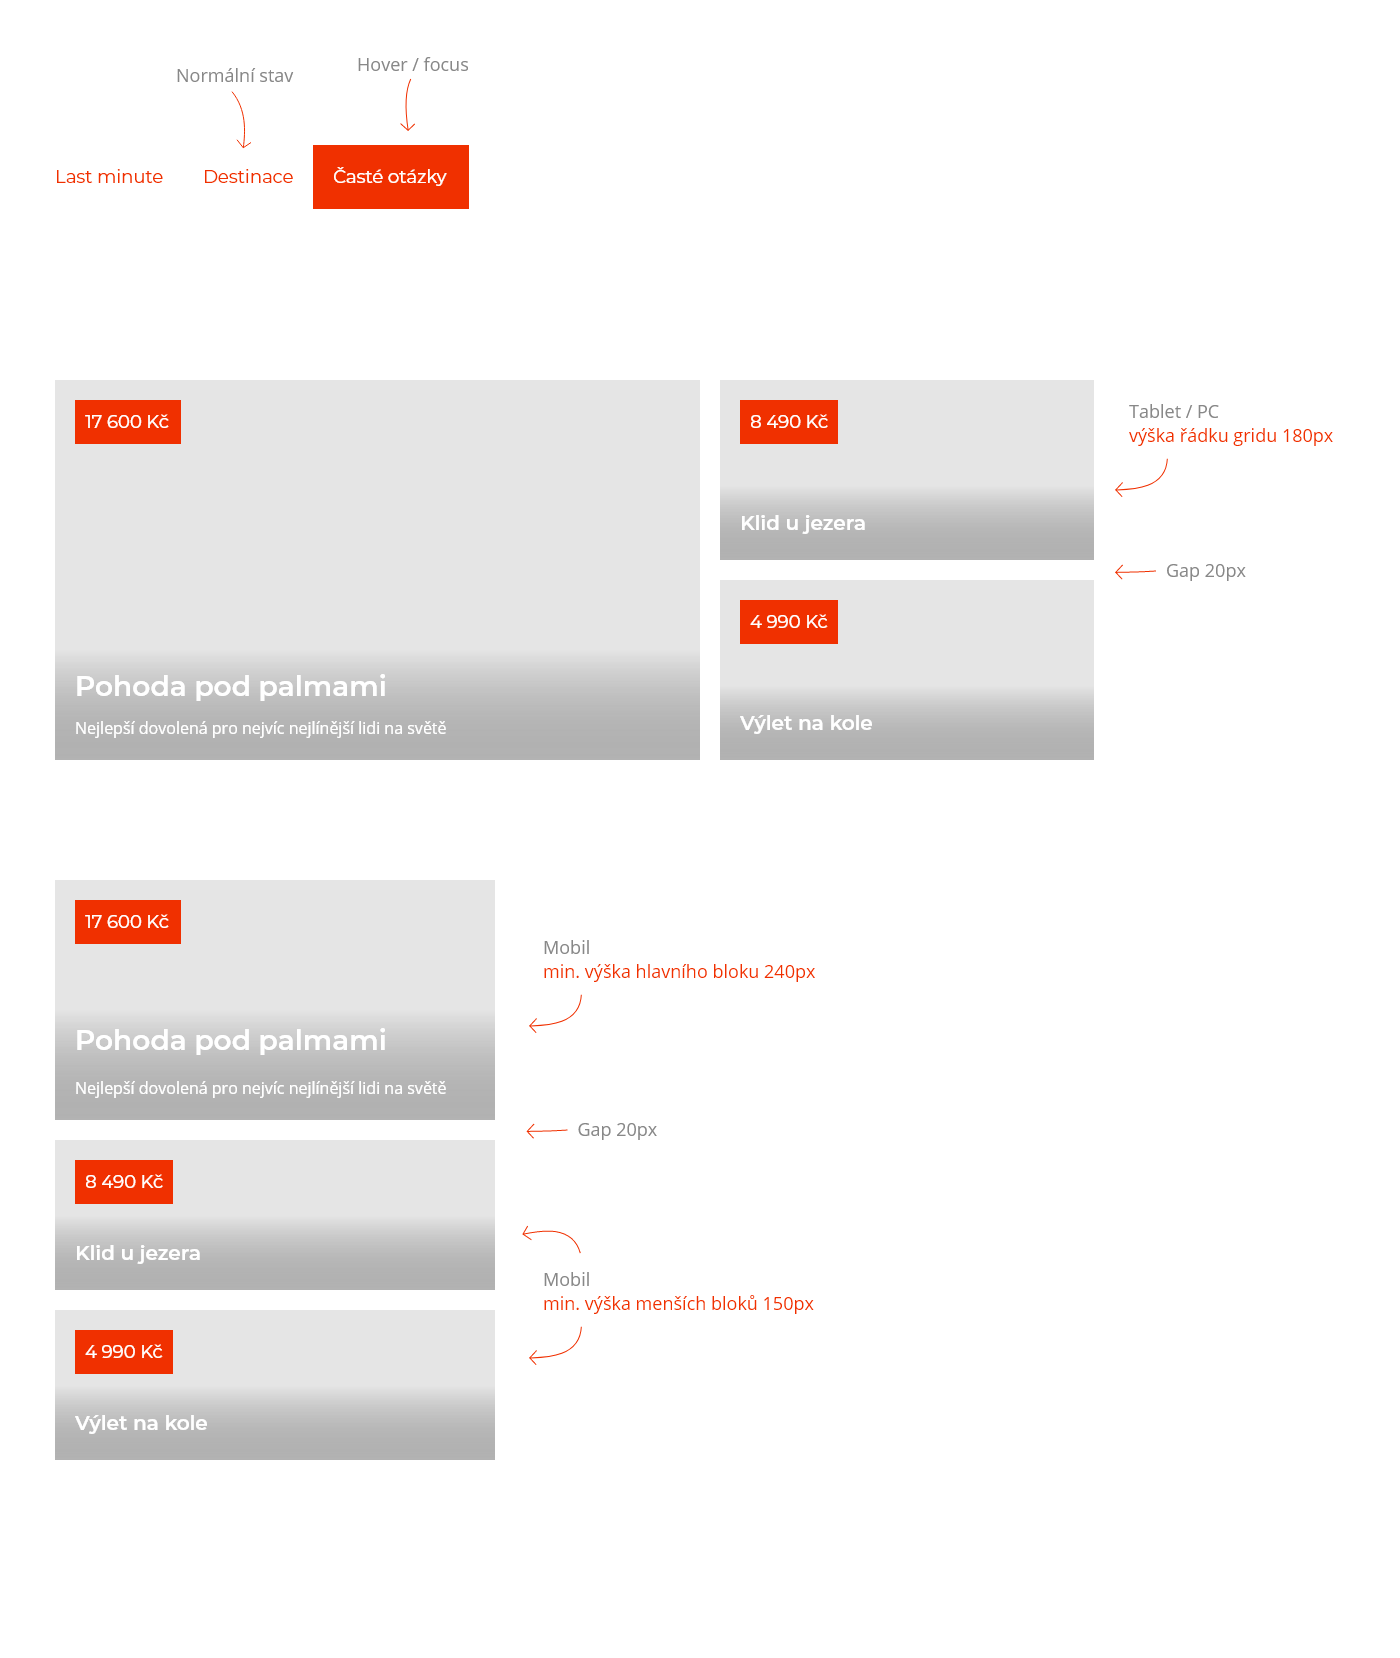 Normální stav
Hover / focus
Last minute
Destinace
Časté otázky
17 600 Kč
Pohoda pod palmami
Nejlepší dovolená pro nejvíc nejlínější lidi na světě
8 490 Kč
Klid u jezera
Tablet / PC
výška řádku gridu 180px
Gap 20px
4 990 Kč
Výlet na kole
17 600 Kč
Pohoda pod palmami
Nejlepší dovolená pro nejvíc nejlínější lidi na světě
Mobil
min. výška hlavního bloku 240px
Gap 20px
8 490 Kč
Klid u jezera
Mobil
min. výška menších bloků 150px
4 990 Kč
Výlet na kole